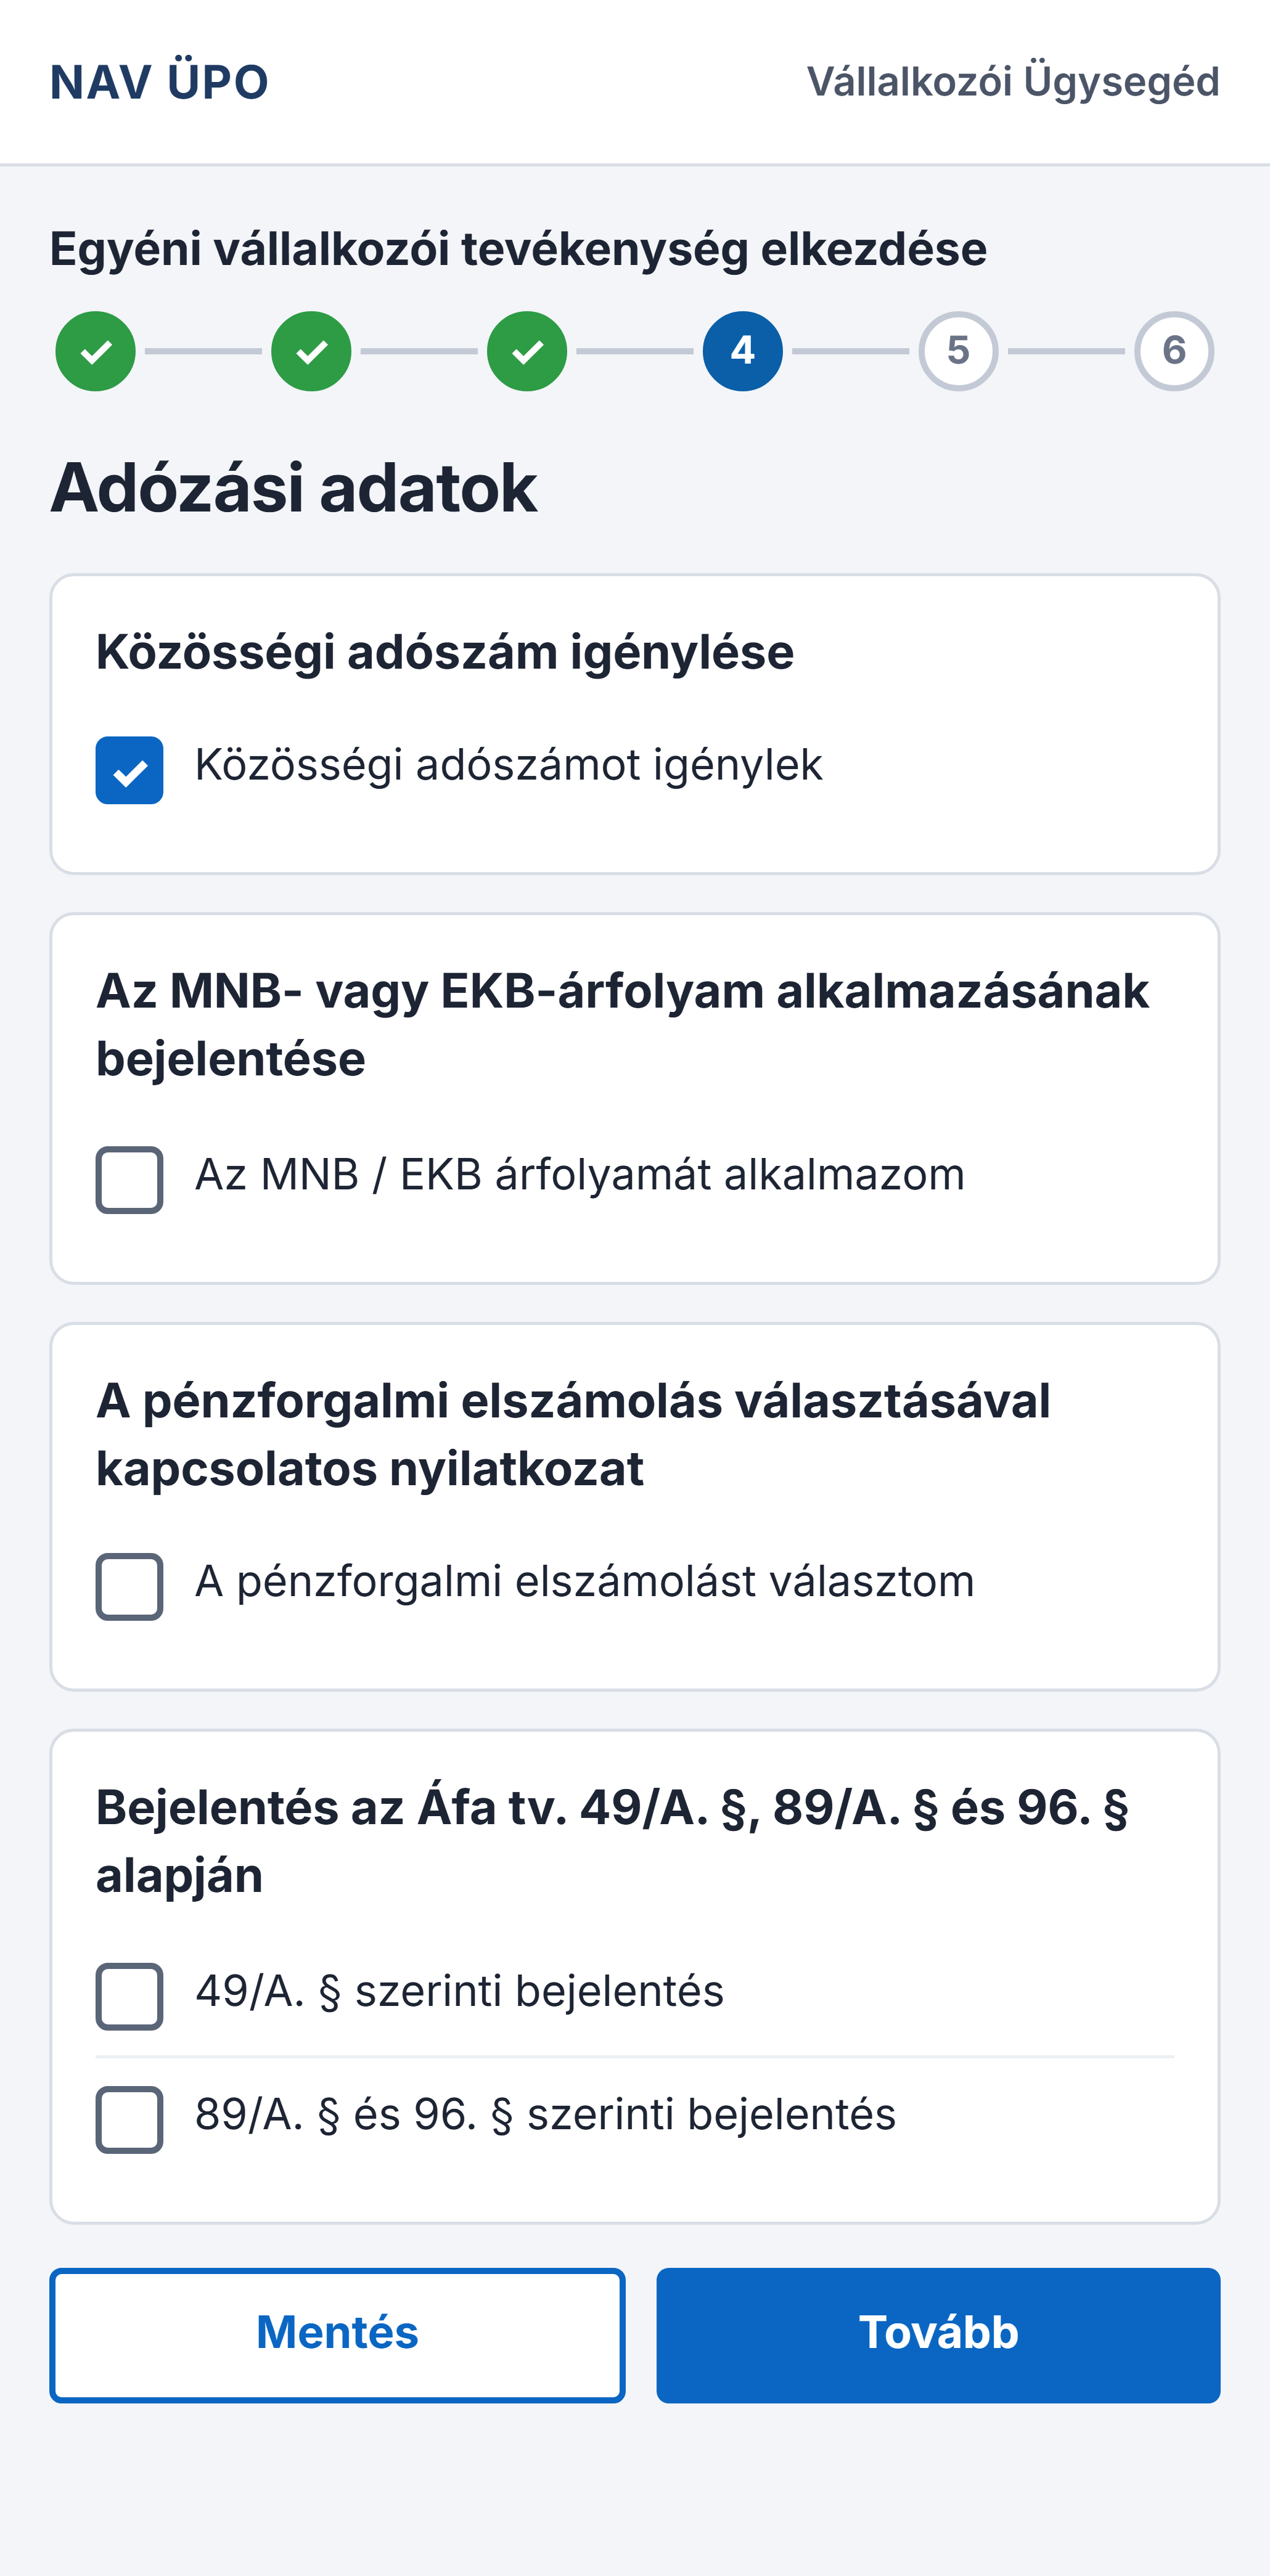 NAV ÜPO
Vállalkozói Ügysegéd
Egyéni vállalkozói tevékenység elkezdése
4
5
6
Adózási adatok
Közösségi adószám igénylése
Közösségi adószámot igénylek
Az MNB- vagy EKB-árfolyam alkalmazásának
bejelentése
Az MNB / EKB árfolyamát alkalmazom
A pénzforgalmi elszámolás választásával
kapcsolatos nyilatkozat
A pénzforgalmi elszámolást választom
Bejelentés az Áfa tv. 49/A. §, 89/A. § és 96. §
alapján
49/A. § szerinti bejelentés
89/A. § és 96. § szerinti bejelentés
Mentés
Tovább